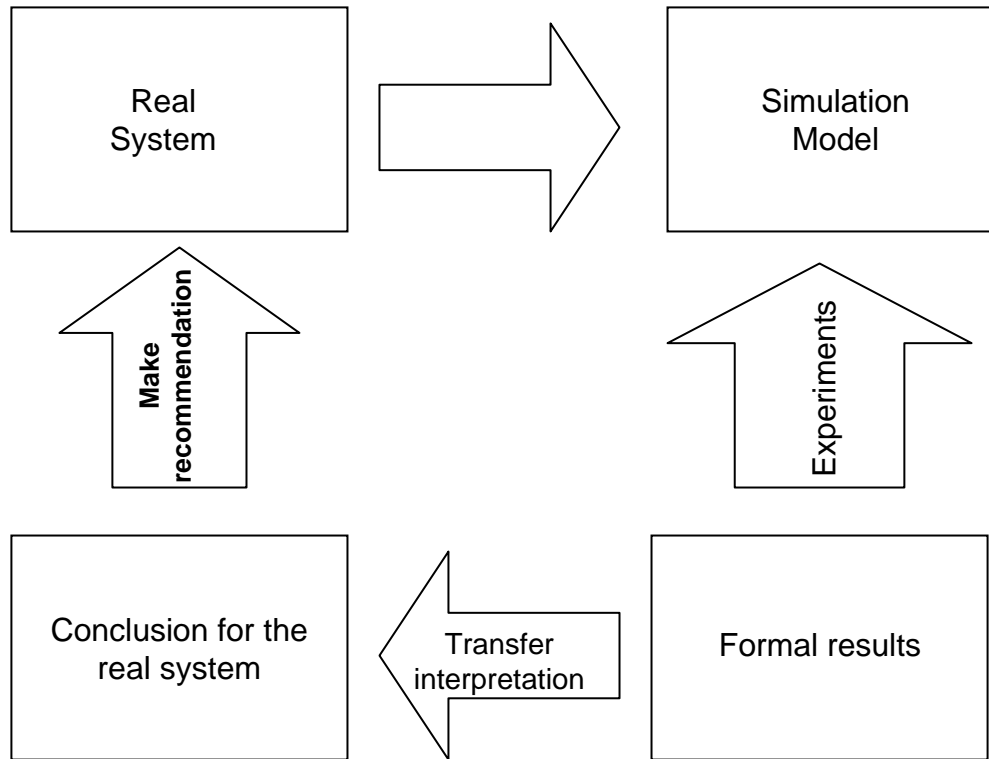 Real
System
Simulation
Model
Make
recommendation
Experiments
Conclusion for the
real system
Transfer
interpretation
Formal results